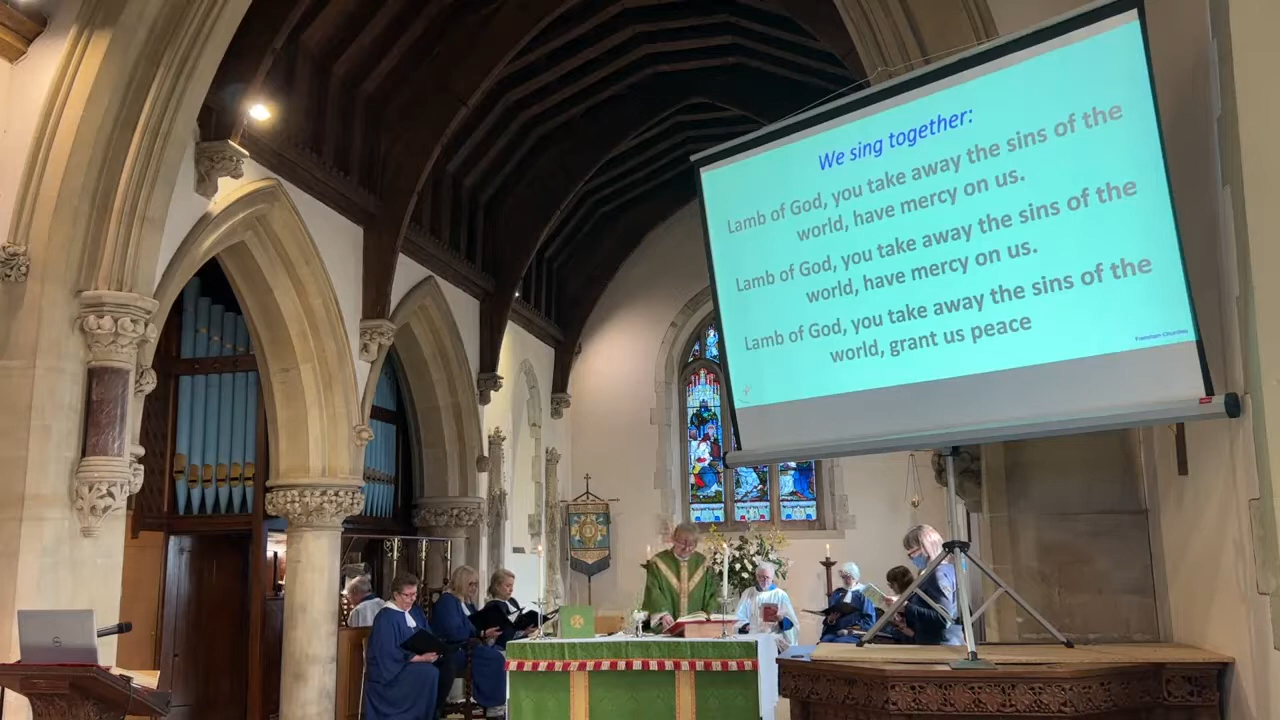 We sing together:
Lamb of God, you take away the sins of the
world, have mercy on us.
Lamb of God, you take away the sins of the
world, have mercy on us.
Lamb of God, you take away the sins of the
world, grant us peace
Frensham Churches